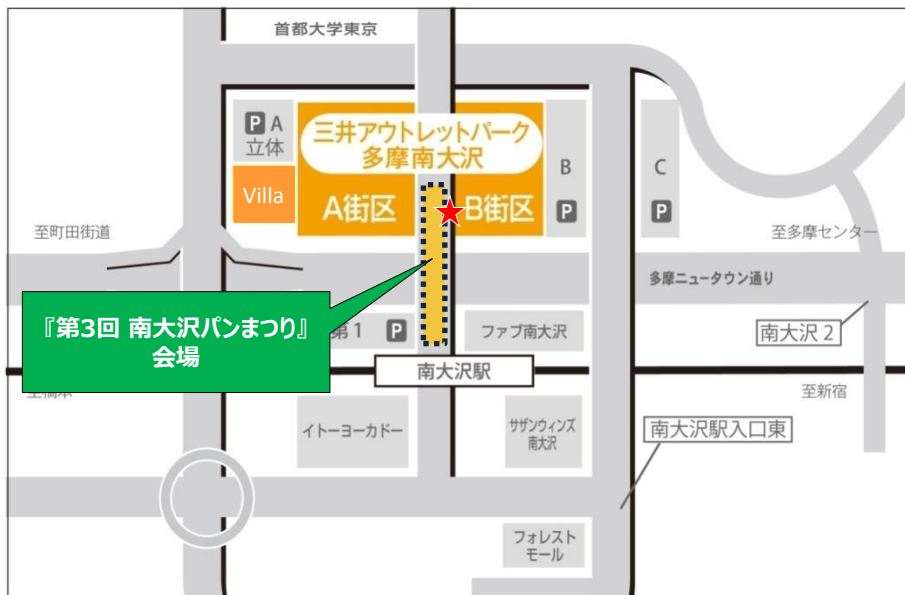 首都大学東京
P A
立体
三井アウトレットパーク
多摩南大沢
Villa
A街区
B街区
B
P
C
P
至町田街道
至多摩センター
多摩ニュータウン通り
『第3回 南大沢パンまつり』
会場
第1 P
ファブ南大沢
南大沢2
南大沢駅
至新宿
イトーヨーカドー
サザンウィンズ
南大沢
南大沢駅入口東
フォレスト
モール